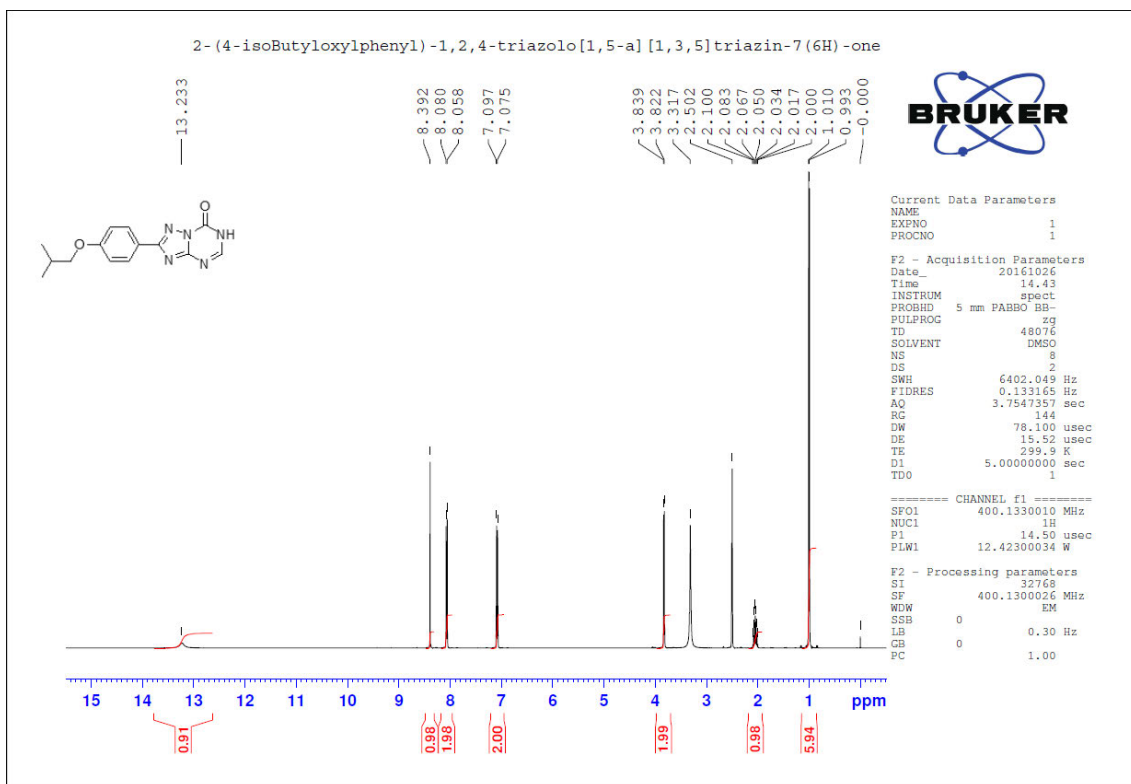 2-(4-isoButyloxylphenyl)-1,2,4-triazolo[1,5-a][1,3,5]triazin-7(6H)-one
13.233
8.392
8.080
8.058
7.097
7.075
3.839
3.822
3.317
2.502
2.100
2.083
2.067
2.050
2.034
2.017
2.000
1.010
0.993
-0.000
BRUKER
O
N
N
NH
O
N
N
Current Data Parameters
NAME
EXPNO 1
PROCNO 1
F2 - Acquisition Parameters
Date_ 20161026
Time 14.43
INSTRUM spect
PROBHD 5 mm PABBO BB-
PULPROG zg
TD 48076
SOLVENT DMSO
NS 8
DS 2
SWH 6402.049 Hz
FIDRES 0.133165 Hz
AQ 3.7547357 sec
RG 144
DW 78.100 usec
DE 15.52 usec
TE 299.9 K
D1 5.00000000 sec
TD0 1
======== CHANNEL f1 ========
SFO1 400.1330010 MHz
NUC1 1H
P1 14.50 usec
PLW1 12.42300034 W
F2 - Processing parameters
SI 32768
SF 400.1300026 MHz
WDW EM
SSB 0
LB 0.30 Hz
GB 0
PC 1.00
15 14 13 12 11 10 9 8 7 6 5 4 3 2 1 ppm
0.91 0.98 1.98 2.00 1.99 0.98 5.94